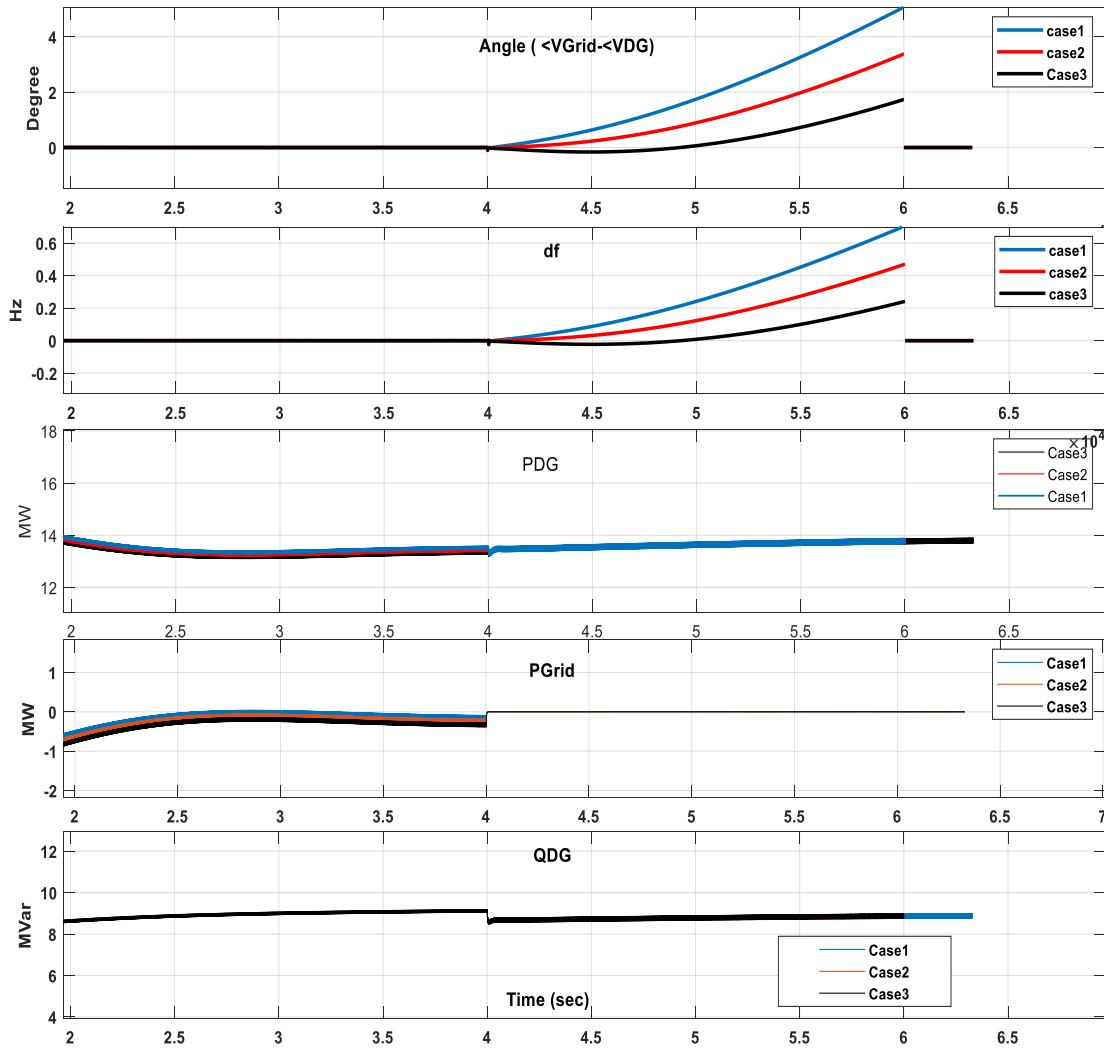 Angle ( <VGrid-<VDG)
case1
case2
Case3
Degree
4
2
0
2 2.5 3 3.5 4 4.5 5 5.5 6 6.5
df
case1
case2
case3
Hz
0.6
0.4
0.2
0
-0.2
2 2.5 3 3.5 4 4.5 5 5.5 6 6.5
×10^4
PDG
Case3
Case2
Case1
MW
18
16
14
12
2 2.5 3 3.5 4 4.5 5 5.5 6 6.5
PGrid
Case1
Case2
Case3
MW
1
0
-1
-2
2 2.5 3 3.5 4 4.5 5 5.5 6 6.5 7
QDG
MVar
12
10
8
6
4
Case1
Case2
Case3
Time (sec)
2 2.5 3 3.5 4 4.5 5 5.5 6 6.5